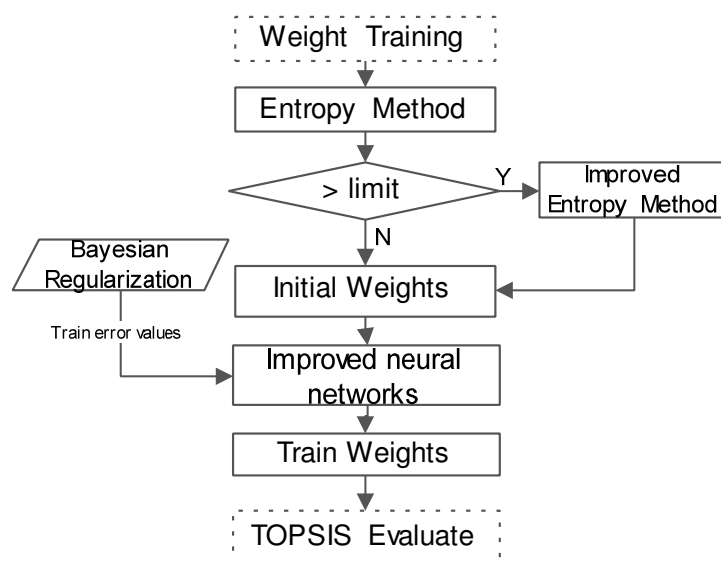 Weight Training
Entropy Method
> limit
Y
Improved
Entropy Method
N
Bayesian
Regularization
Initial Weights
Train error values
Improved neural
networks
Train Weights
TOPSIS Evaluate